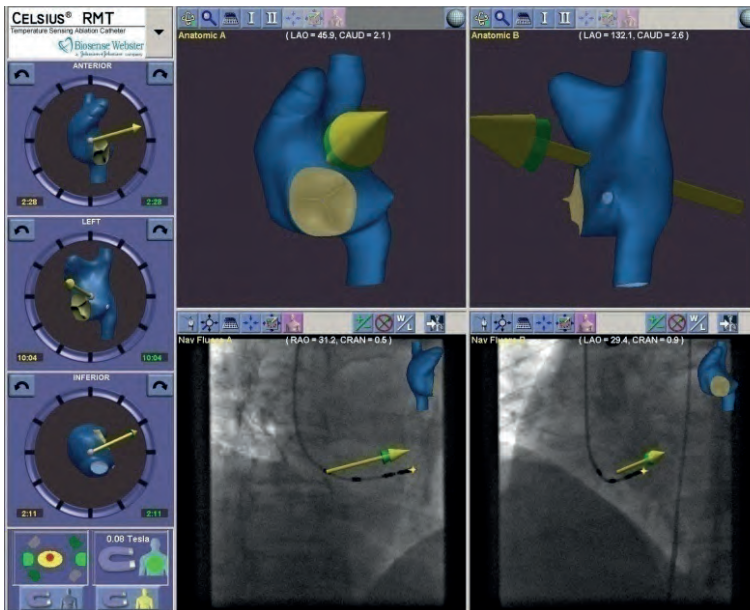 CELSIUS® RMT
Temperature Sensing Ablation Catheter
Biosense Webster
a Johnson&Johnson company
ANTERIOR
2:28
2:28
LEFT
10:04
10:04
INFERIOR
2:11
2:11
0.08 Tesla
I II
Anatomic A ( LAO = 45.9, CAUD = 2.1 )
I II
Anatomic B ( LAO = 132.1, CAUD = 2.6 )
W/L
Nav Fluoro A ( RAO = 31.2, CRAN = 0.5 )
W/L
Nav Fluoro B ( LAO = 29.4, CRAN = 0.9 )